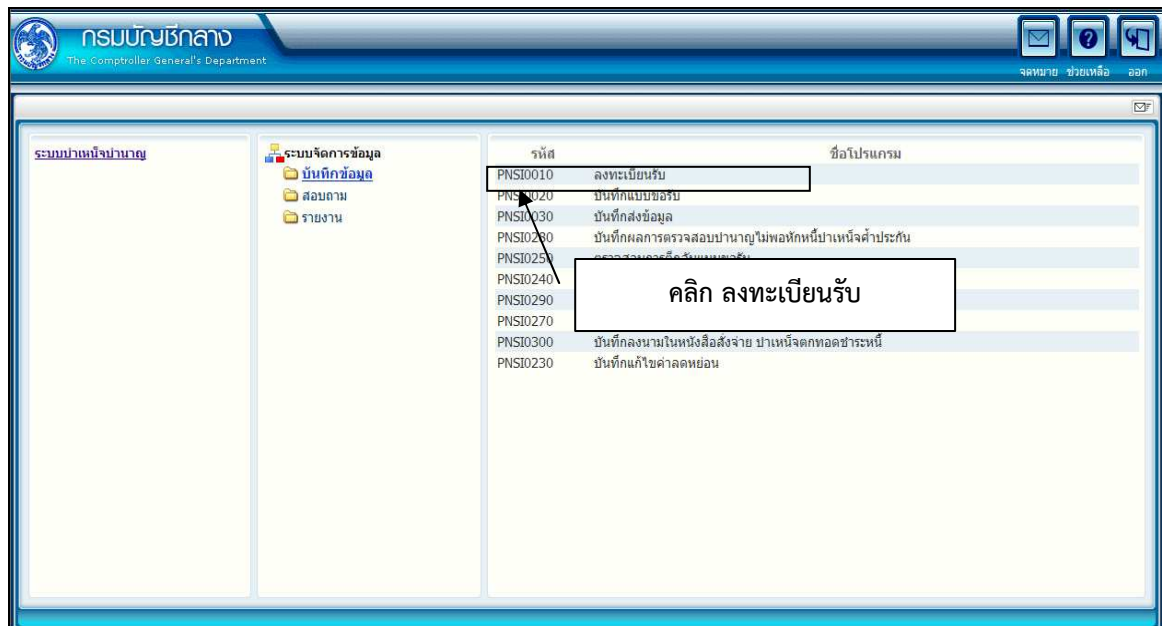 กรมบัญชีกลาง
The Comptroller General's Department
จดหมาย ช่วยเหลือ ออก
ระบบบำเหน็จบำนาญ
ระบบจัดการข้อมูล
บันทึกข้อมูล
สอบถาม
รายงาน
รหัส ชื่อโปรแกรม
PNSI0010 ลงทะเบียนรับ
PNSI0020 บันทึกแบบขอรับ
PNSI0030 บันทึกส่งข้อมูล
PNSI0280 บันทึกผลการตรวจสอบบำนาญไม่พอหักหนี้บำเหน็จค้ำประกัน
PNSI0250
PNSI0240
PNSI0290
PNSI0270
PNSI0300 บันทึกลงนามในหนังสือสั่งจ่าย บำเหน็จตกทอดชำระหนี้
PNSI0230 บันทึกแก้ไขค่าลดหย่อน
คลิก ลงทะเบียนรับ